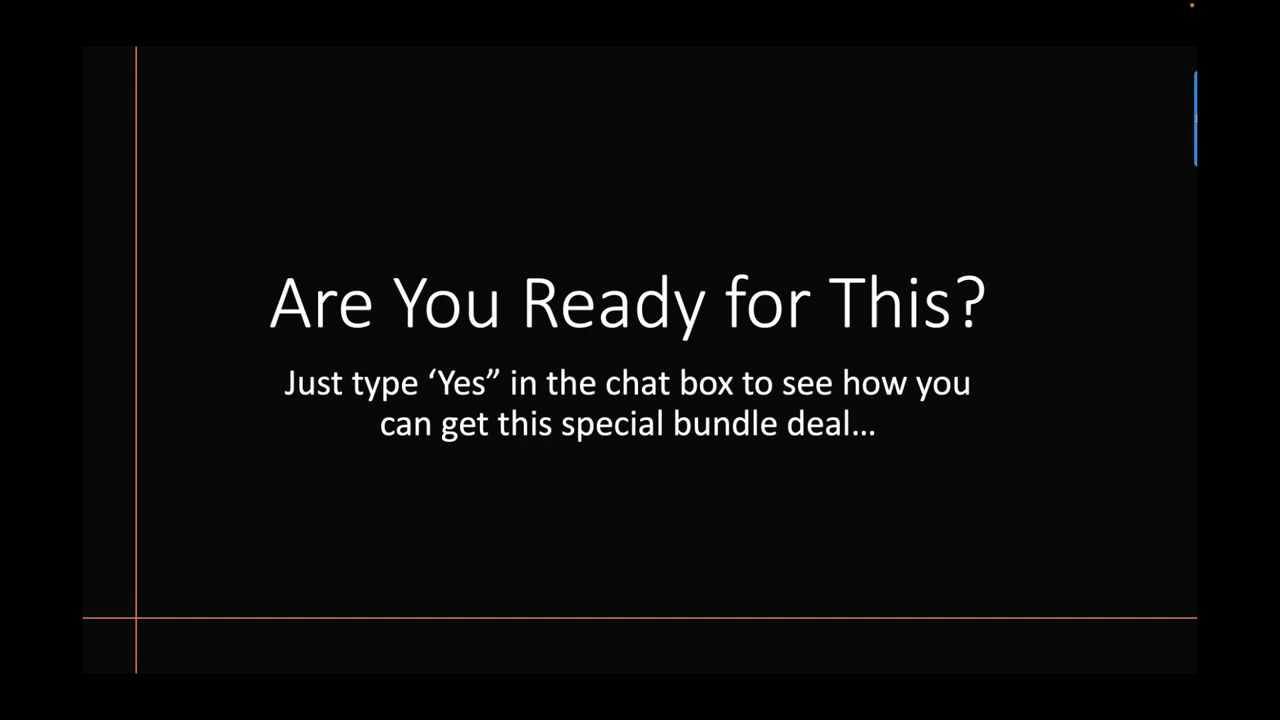 Are You Ready for This?
Just type ‘Yes” in the chat box to see how you
can get this special bundle deal...